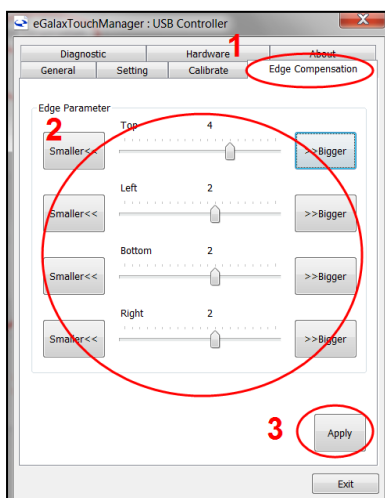 eGalaxTouchManager : USB Controller
Diagnostic Hardware 1 About
General Setting Calibrate Edge Compensation
Edge Parameter
2 Top 4
Smaller<< >>Bigger
Left 2
Smaller<< >>Bigger
Bottom 2
Smaller<< >>Bigger
Right 2
Smaller<< >>Bigger
3 Apply
Exit